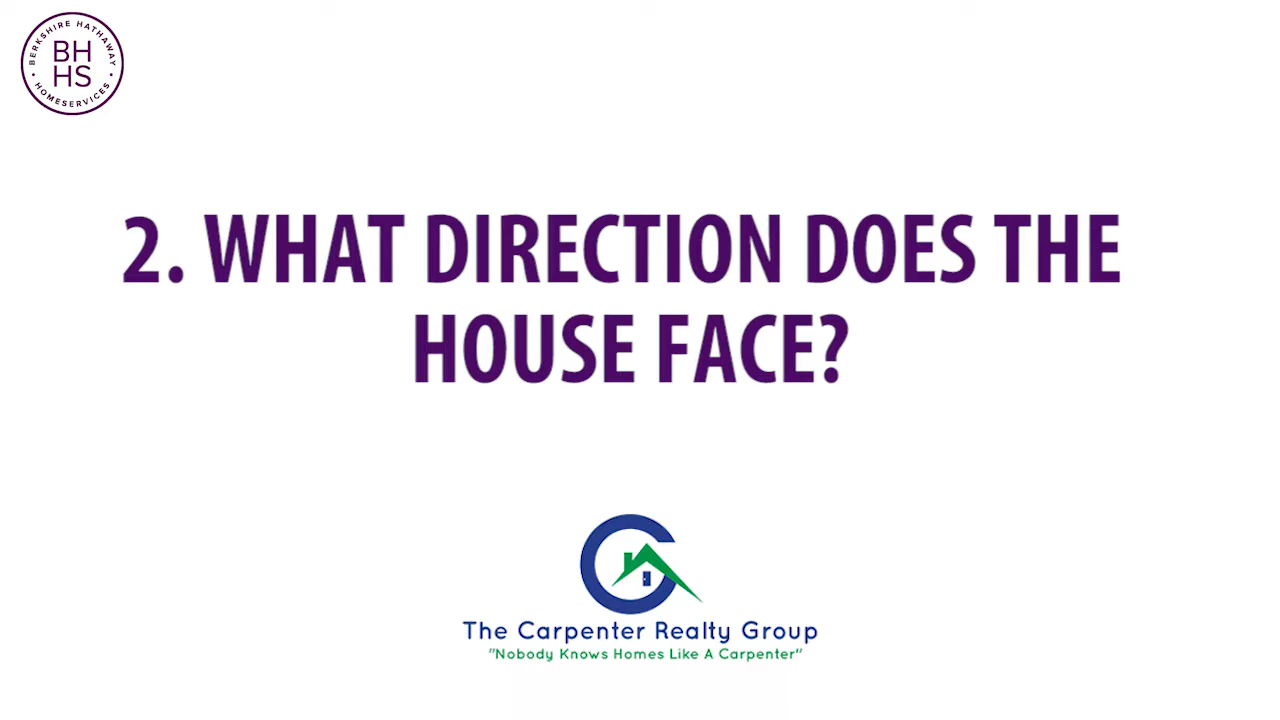 BERKSHIRE HATHAWAY
BH
HS
HOMESERVICES
2. WHAT DIRECTION DOES THE
HOUSE FACE?
The Carpenter Realty Group
"Nobody Knows Homes Like A Carpenter"